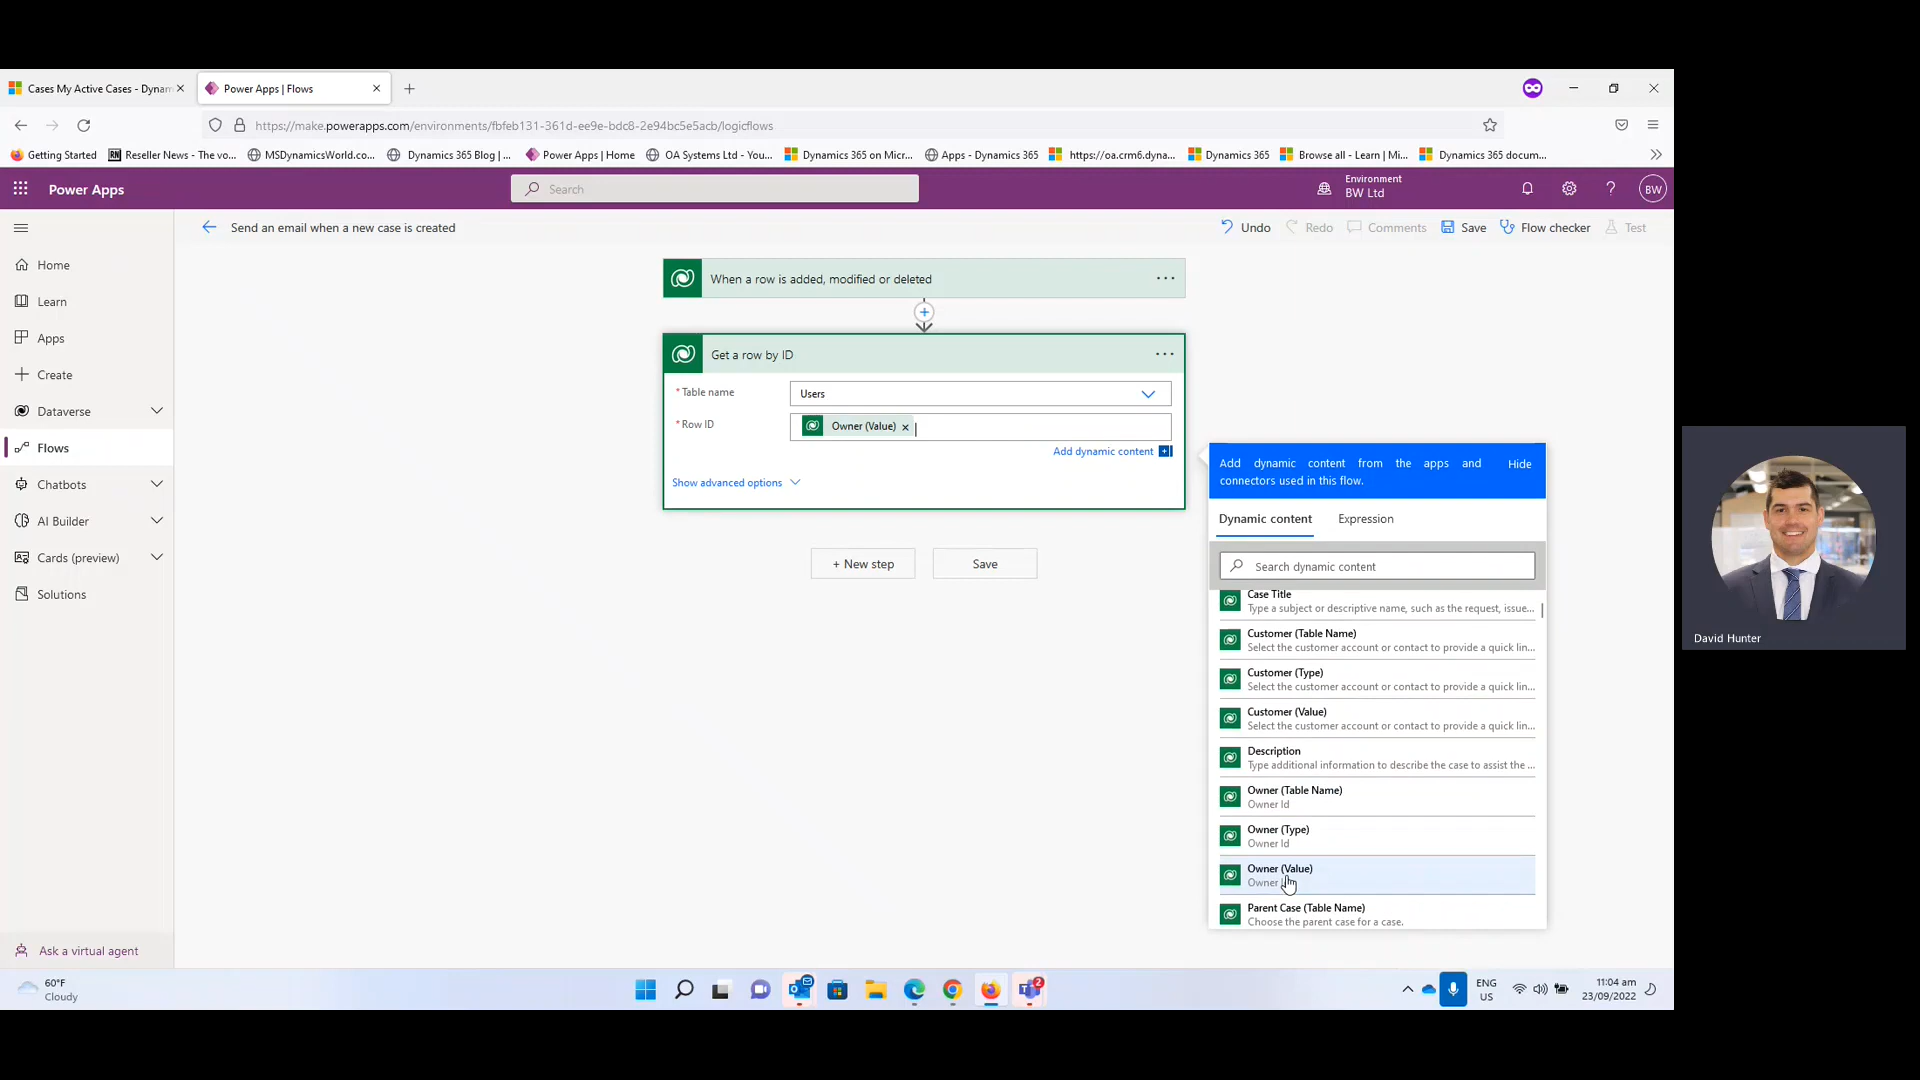 Cases My Active Cases - Dynam
Power Apps | Flows
https://make.powerapps.com/environments/fbfeb131-361d-ee9e-bdc8-2e94bc5e5acb/logicflows
Getting Started
Reseller News - The vo...
MSDynamicsWorld.co...
Dynamics 365 Blog | ...
Power Apps | Home
OA Systems Ltd - You...
Dynamics 365 on Micr...
Apps - Dynamics 365
https://oa.crm6.dyna...
Dynamics 365
Browse all - Learn | Mi...
Dynamics 365 docum...
Power Apps
Search
Environment
BW Ltd
BW
Send an email when a new case is created
Undo
Redo
Comments
Save
Flow checker
Test
Home
Learn
Apps
Create
Dataverse
Flows
Chatbots
AI Builder
Cards (preview)
Solutions
Ask a virtual agent
When a row is added, modified or deleted
Get a row by ID
* Table name
Users
* Row ID
Owner (Value)
Add dynamic content
Show advanced options
+ New step
Save
Add dynamic content from the apps and
connectors used in this flow.
Hide
Dynamic content
Expression
Search dynamic content
Case Title
Type a subject or descriptive name, such as the request, issue...
Customer (Table Name)
Select the customer account or contact to provide a quick lin...
Customer (Type)
Select the customer account or contact to provide a quick lin...
Customer (Value)
Select the customer account or contact to provide a quick lin...
Description
Type additional information to describe the case to assist the ...
Owner (Table Name)
Owner Id
Owner (Type)
Owner Id
Owner (Value)
Owner
Parent Case (Table Name)
Choose the parent case for a case.
David Hunter
60°F
Cloudy
2
ENG
US
11:04 am
23/09/2022